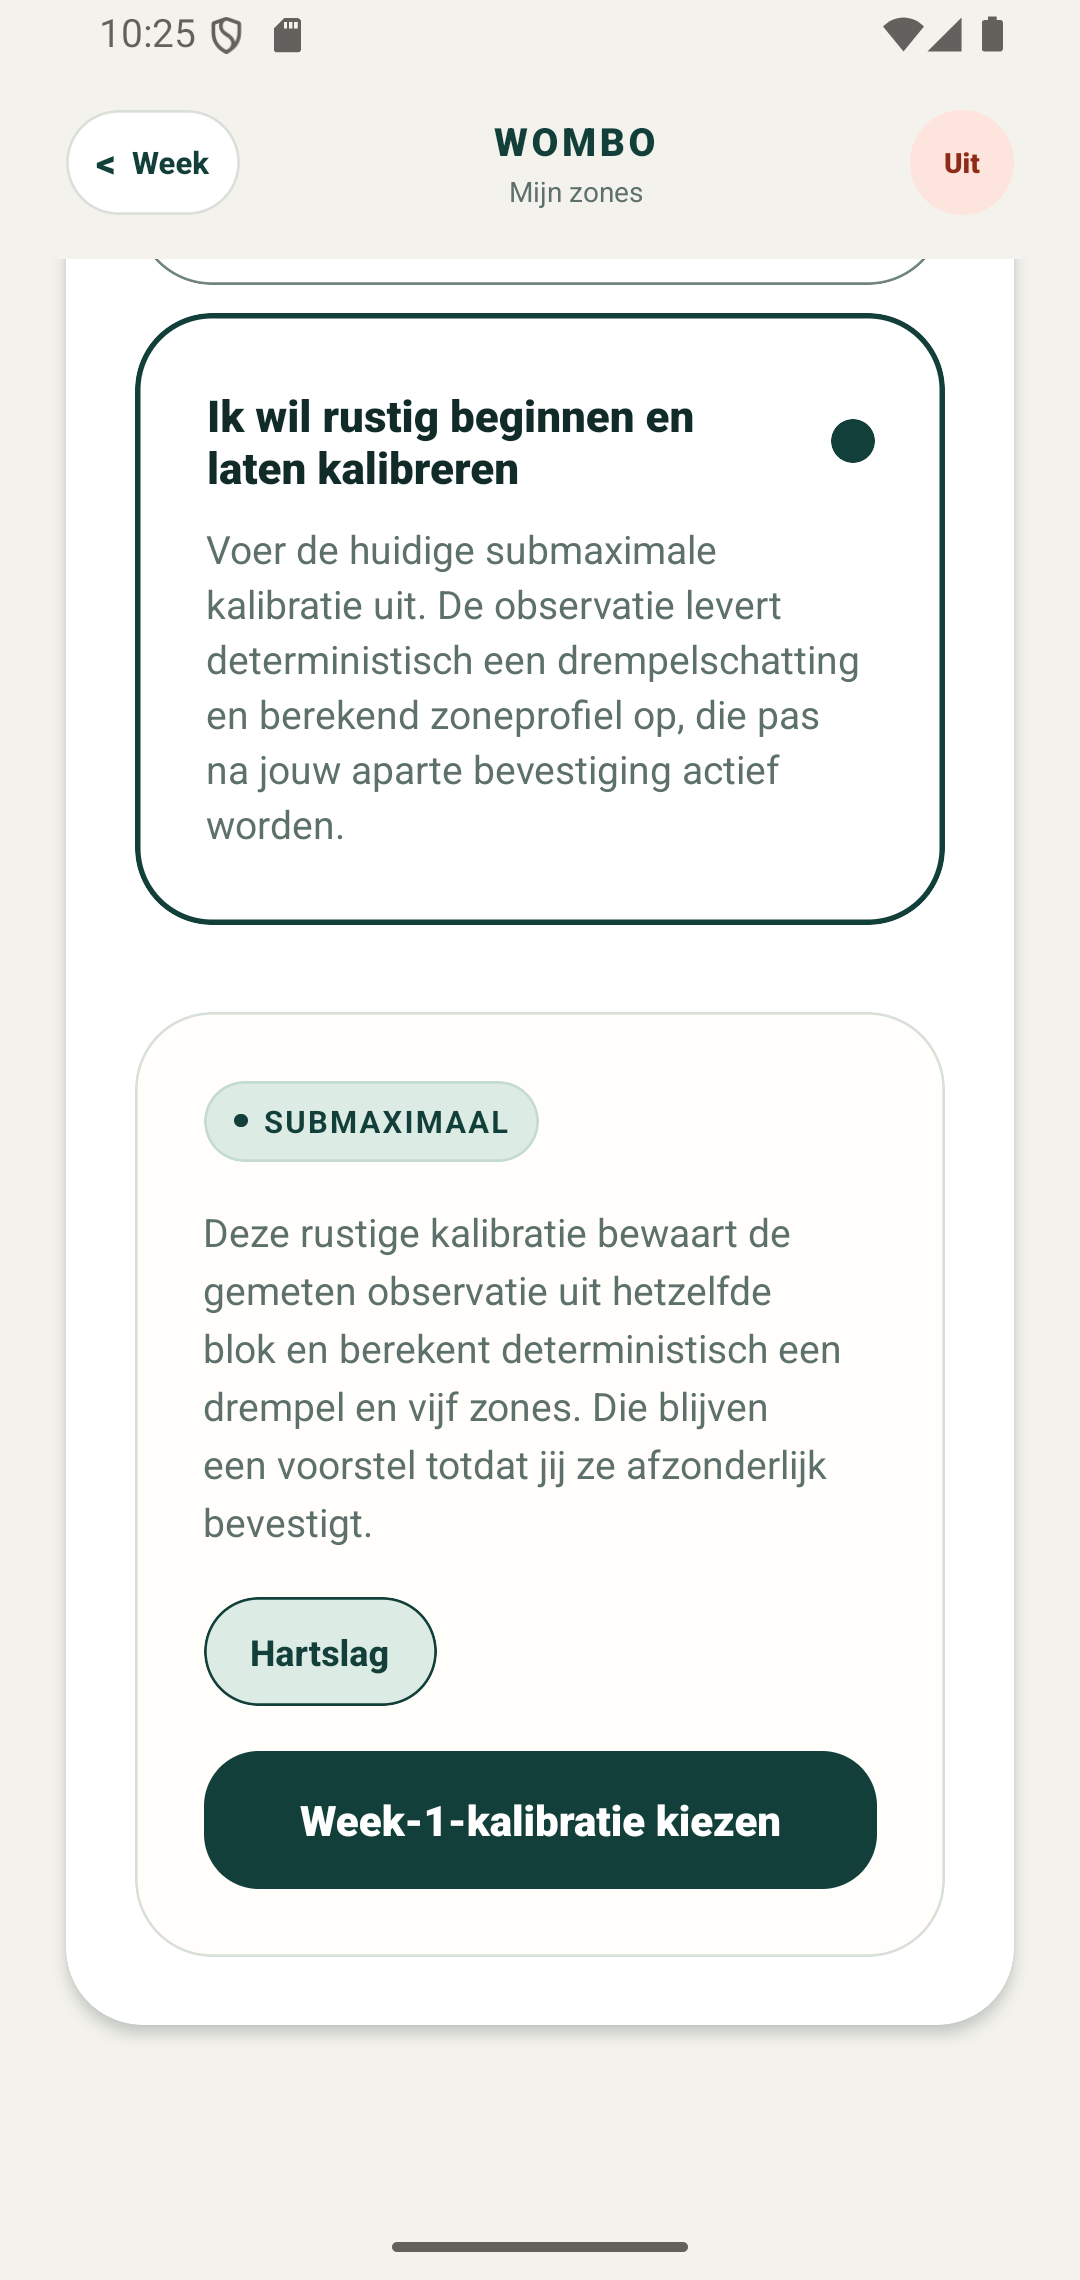 10:25
< Week
WOMBO
Mijn zones
Uit
Ik wil rustig beginnen en
laten kalibreren
Voer de huidige submaximale
kalibratie uit. De observatie levert
deterministisch een drempelschatting
en berekend zoneprofiel op, die pas
na jouw aparte bevestiging actief
worden.
SUBMAXIMAAL
Deze rustige kalibratie bewaart de
gemeten observatie uit hetzelfde
blok en berekent deterministisch een
drempel en vijf zones. Die blijven
een voorstel totdat jij ze afzonderlijk
bevestigt.
Hartslag
Week-1-kalibratie kiezen